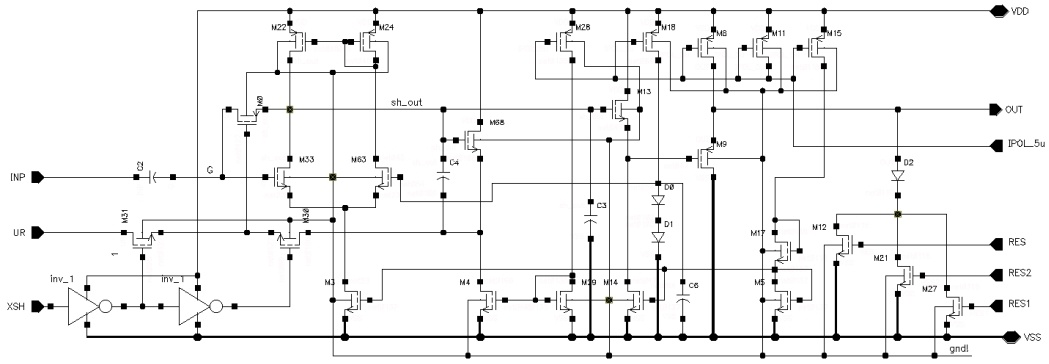 M22
M24
M28
M18
M8
M11
M15
VDD
M0
sh_out
M13
OUT
M68
IPOL_5u
C2
G
M33
M63
C4
M9
D2
INP
D0
M31
M30
C3
D1
M17
M12
UR
RES
1
inv_1
inv_1
M3
M4
M29
M14
C6
M5
M21
RES2
M27
XSH
RES1
VSS
gndl